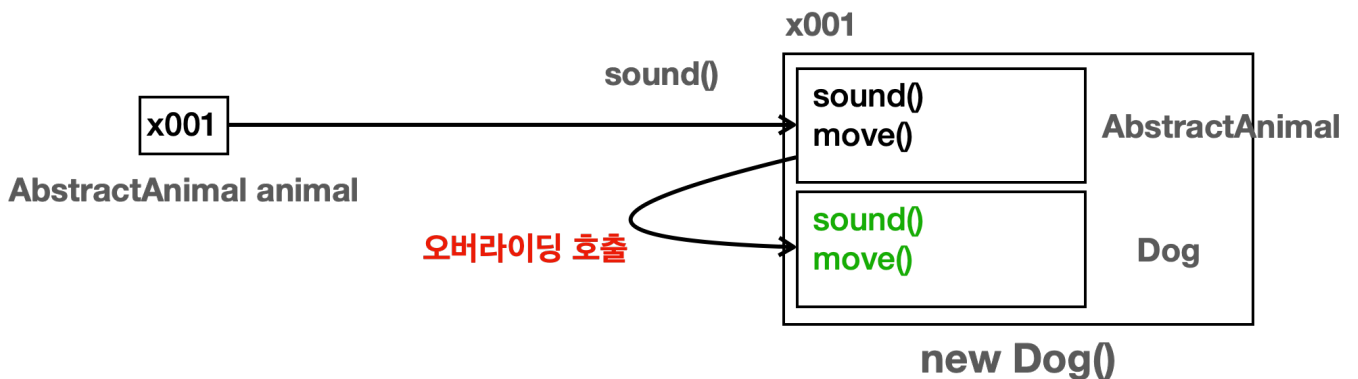 x001
sound()
x001
AbstractAnimal animal
sound()
move()
AbstractAnimal
오버라이딩 호출
sound()
move()
Dog
new Dog()